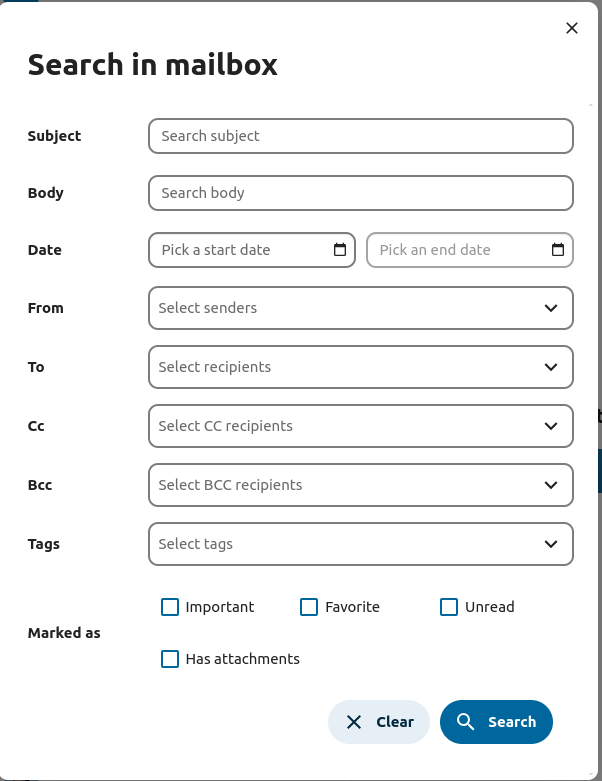 Search in mailbox
Subject
Search subject
Body
Search body
Date
Pick a start date
Pick an end date
From
Select senders
To
Select recipients
Cc
Select CC recipients
Bcc
Select BCC recipients
Tags
Select tags
Marked as
Important
Favorite
Unread
Has attachments
Clear
Search